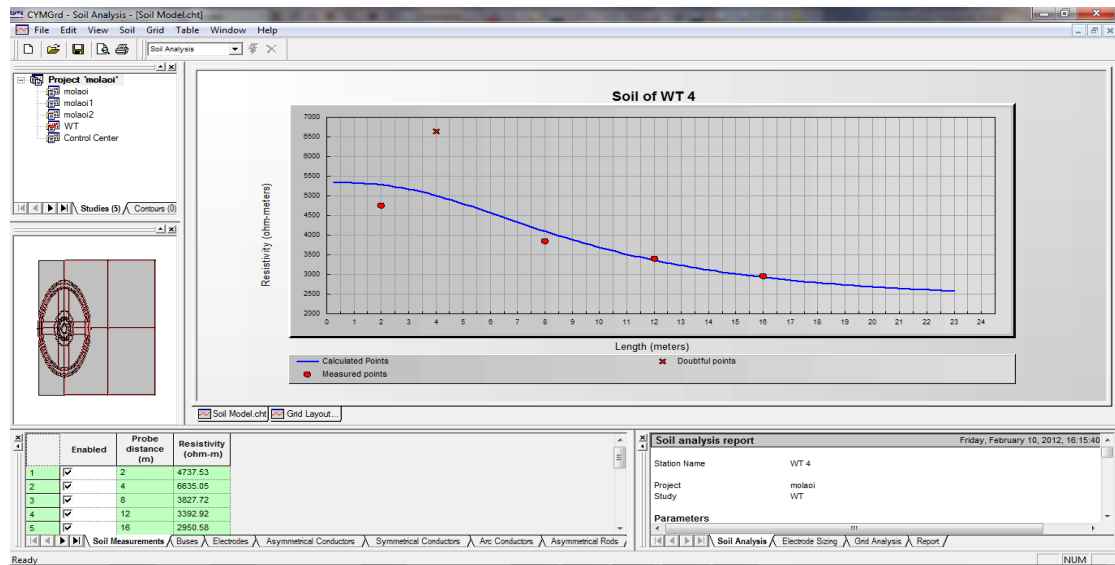 CYMGrd - Soil Analysis - [Soil Model.cht]
File Edit View Soil Grid Table Window Help
Soil Analysis
Project 'molaoi'
molaoi
molaoi1
molaoi2
WT
Control Center
Studies (5) Contours (0)
Soil of WT 4
Resistivity (ohm-meters)
7000
6500
6000
5500
5000
4500
4000
3500
3000
2500
2000
0 1 2 3 4 5 6 7 8 9 10 11 12 13 14 15 16 17 18 19 20 21 22 23 24
Length (meters)
Calculated Points Doubtful points
Measured points
Soil Model.cht Grid Layout...
Enabled Probe distance (m) Resistivity (ohm-m)
1 2 4737.53
2 4 6635.05
3 8 3827.72
4 12 3392.92
5 16 2950.58
Soil Measurements Buses Electrodes Asymmetrical Conductors Symmetrical Conductors Arc Conductors Asymmetrical Rods
Soil analysis report Friday, February 10, 2012, 16:15:40
Station Name WT 4
Project molaoi
Study WT
Parameters
Soil Analysis Electrode Sizing Grid Analysis Report
Ready NUM